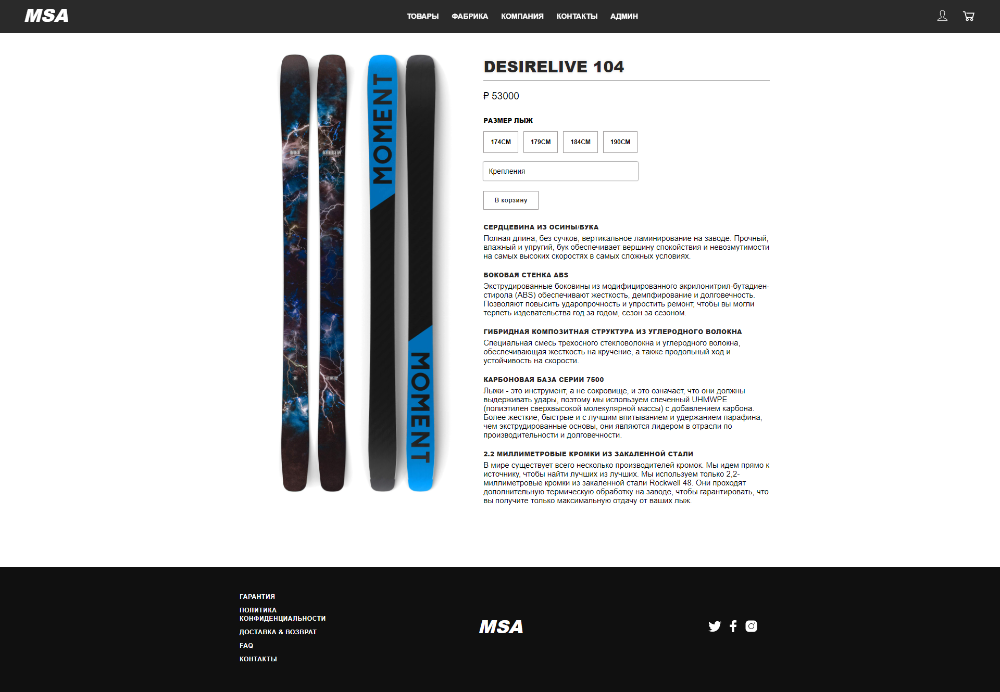 MSA
ТОВАРЫ ФАБРИКА КОМПАНИЯ КОНТАКТЫ АДМИН
MOMENT
MOMENT
DESIRELIVE 104
₽ 53000
РАЗМЕР ЛЫЖ
174СМ 179СМ 184СМ 190СМ
Крепления
В корзину
СЕРДЦЕВИНА ИЗ ОСИНЫ/БУКА
Полная длина, без сучков, вертикальное ламинирование на заводе. Прочный,
влажный и упругий, бук обеспечивает вершину спокойствия и невозмутимости
на самых высоких скоростях в самых сложных условиях.
БОКОВАЯ СТЕНКА ABS
Экструдированные боковины из модифицированного акрилонитрил-бутадиен-
стирола (ABS) обеспечивают жесткость, демпфирование и долговечность.
Позволяют повысить ударопрочность и упростить ремонт, чтобы вы могли
терпеть издевательства год за годом, сезон за сезоном.
ГИБРИДНАЯ КОМПОЗИТНАЯ СТРУКТУРА ИЗ УГЛЕРОДНОГО ВОЛОКНА
Специальная смесь трехосного стекловолокна и углеродного волокна,
обеспечивающая жесткость на кручение, а также продольный ход и
устойчивость на скорости.
КАРБОНОВАЯ БАЗА СЕРИИ 7500
Лыжи - это инструмент, а не сокровище, и это означает, что они должны
выдерживать удары, поэтому мы используем спеченный UHMWPE
(полиэтилен сверхвысокой молекулярной массы) с добавлением карбона.
Более жесткие, быстрые и с лучшим впитыванием и удержанием парафина,
чем экструдированные основы, они являются лидером в отрасли по
производительности и долговечности.
2.2 МИЛЛИМЕТРОВЫЕ КРОМКИ ИЗ ЗАКАЛЕННОЙ СТАЛИ
В мире существует всего несколько производителей кромок. Мы идем прямо к
источнику, чтобы найти лучших из лучших. Мы используем только 2,2-
миллиметровые кромки из закаленной стали Rockwell 48. Они проходят
дополнительную термическую обработку на заводе, чтобы гарантировать, что
вы получите только максимальную отдачу от ваших лыж.
ГАРАНТИЯ
ПОЛИТИКА
КОНФИДЕНЦИАЛЬНОСТИ
ДОСТАВКА & ВОЗВРАТ
FAQ
КОНТАКТЫ
MSA